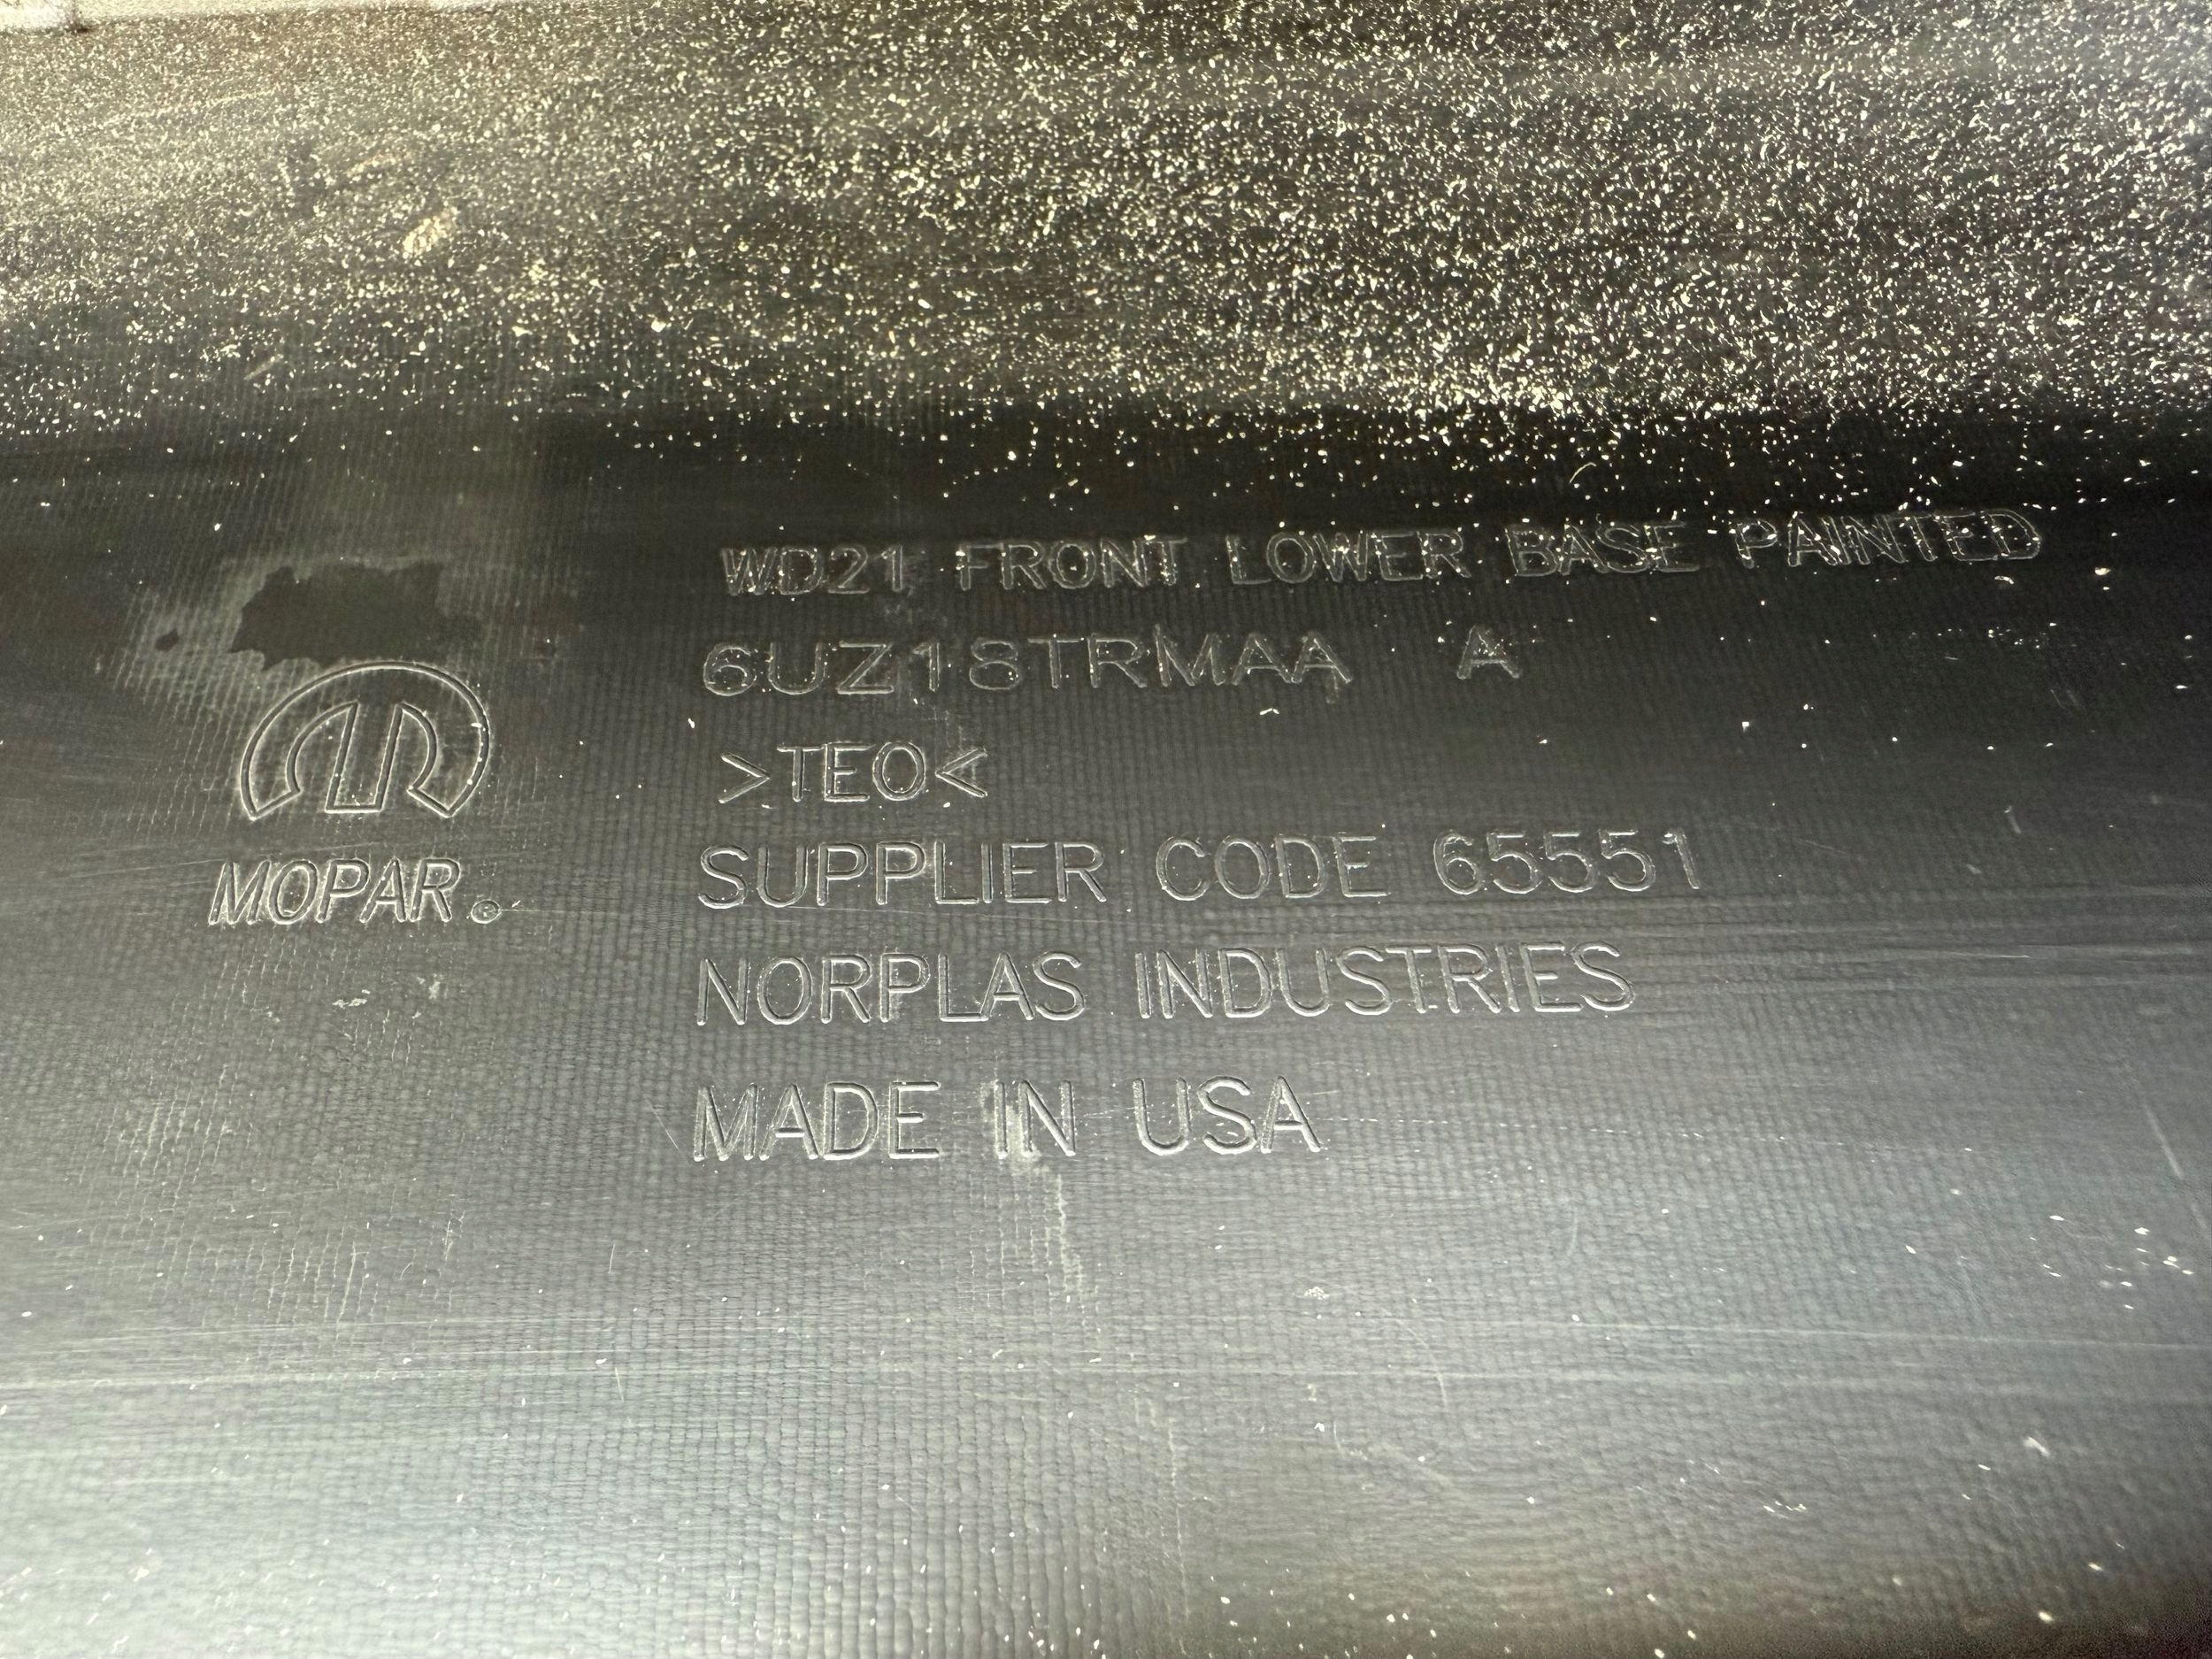 WD21 FRONT LOWER BASE PAINTED
6UZ18TRMAA A
>TEO<
SUPPLIER CODE 65551
NORPLAS INDUSTRIES
MADE IN USA
MOPAR®